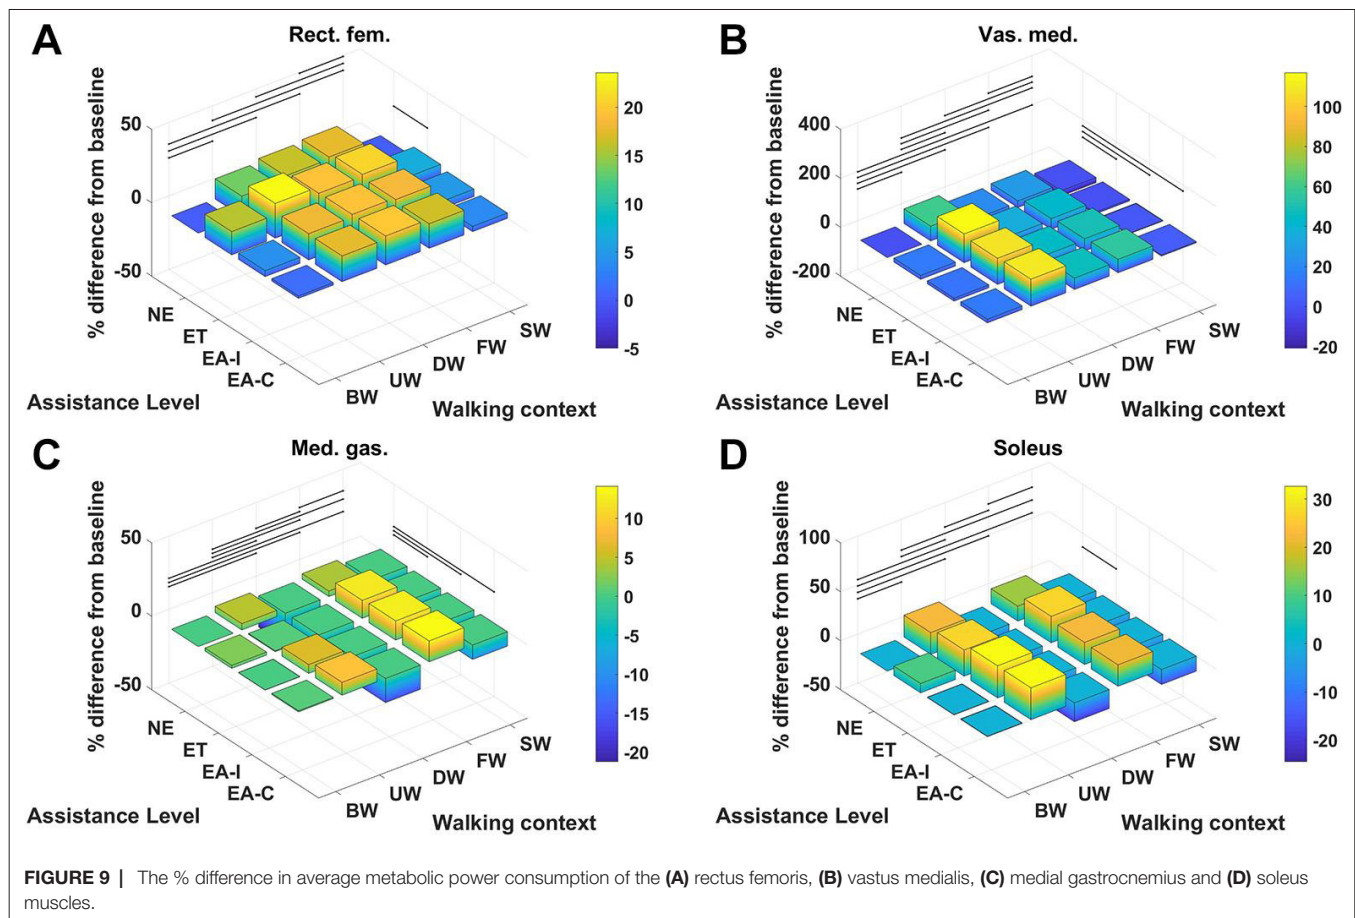 A
Rect. fem.
% difference from baseline
50
0
-50
NE
ET
EA-I
EA-C
Assistance Level
BW
UW
DW
FW
SW
Walking context
20
15
10
5
0
-5
B
Vas. med.
% difference from baseline
400
200
0
-200
NE
ET
EA-I
EA-C
Assistance Level
BW
UW
DW
FW
SW
Walking context
100
80
60
40
20
0
-20
C
Med. gas.
% difference from baseline
50
0
-50
NE
ET
EA-I
EA-C
Assistance Level
BW
UW
DW
FW
SW
Walking context
10
5
0
-5
-10
-15
-20
D
Soleus
% difference from baseline
100
50
0
-50
NE
ET
EA-I
EA-C
Assistance Level
BW
UW
DW
FW
SW
Walking context
30
20
10
0
-10
-20
FIGURE 9 | The % difference in average metabolic power consumption of the (A) rectus femoris, (B) vastus medialis, (C) medial gastrocnemius and (D) soleus
muscles.